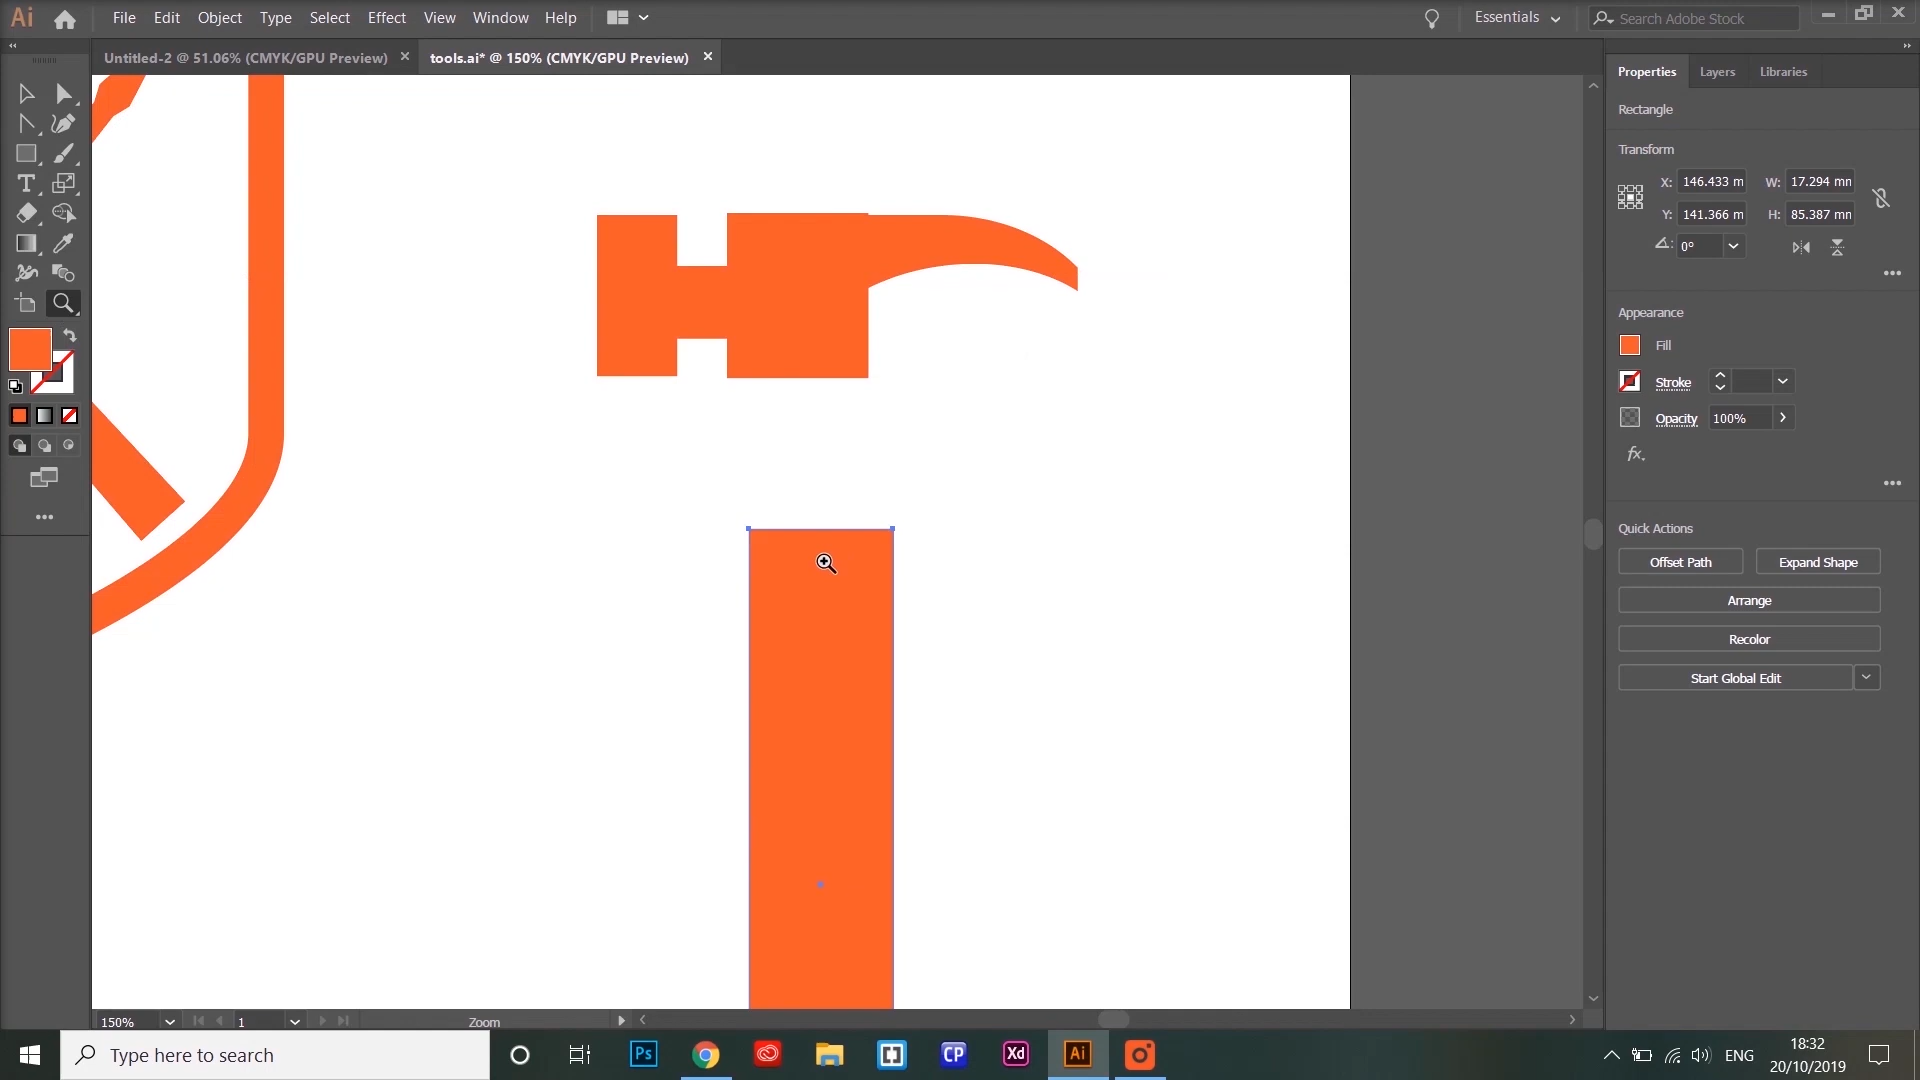 Ai File Edit Object Type Select Effect View Window Help Essentials Search Adobe Stock
Untitled-2 @ 51.06% (CMYK/GPU Preview) × tools.ai* @ 150% (CMYK/GPU Preview) ×
Properties Layers Libraries
Rectangle
Transform
X: 146.433 m W: 17.294 mm
Y: 141.366 m H: 85.387 mm
0°
Appearance
Fill
Stroke
Opacity 100%
fx.
Quick Actions
Offset Path Expand Shape
Arrange
Recolor
Start Global Edit
150% 1 Zoom
Type here to search Ps CP Xd Ai ENG
18:32
20/10/2019